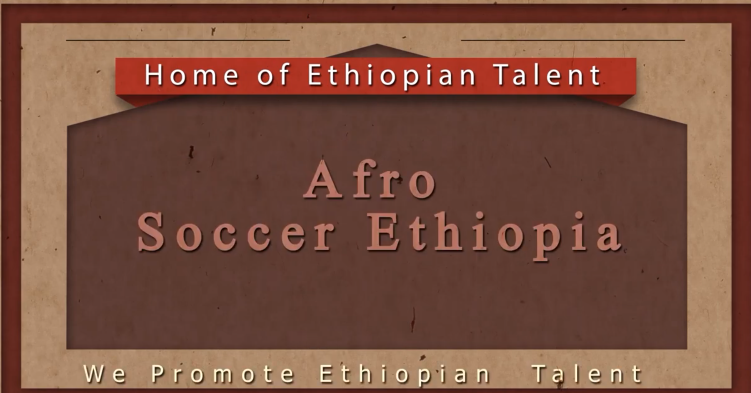 Home of Ethiopian Talent
Afro
Soccer Ethiopia
We Promote Ethiopian Talent